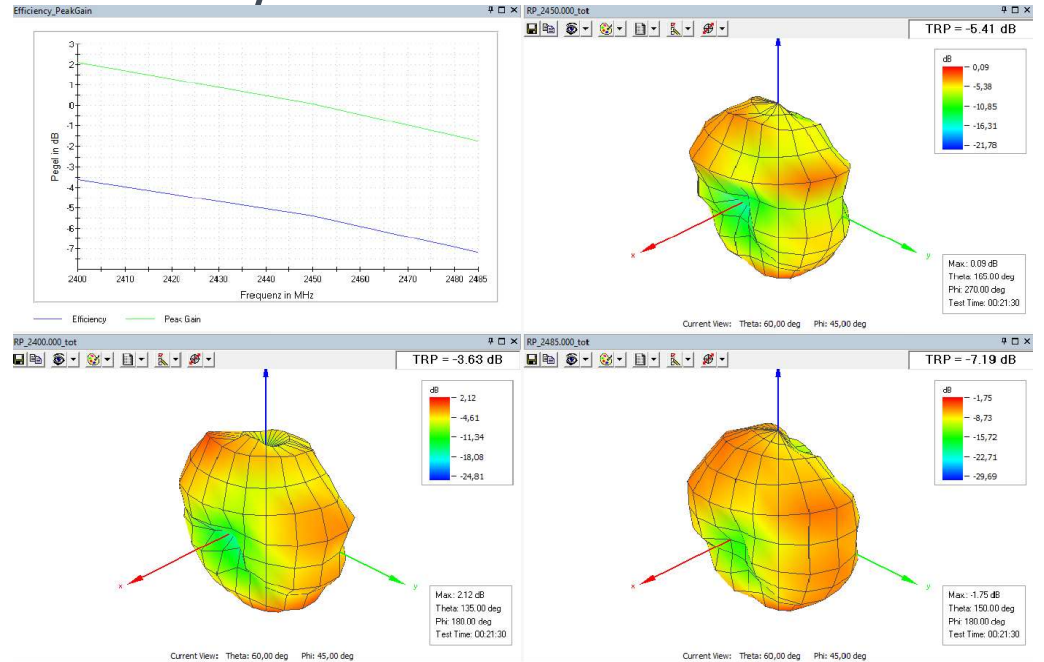 Efficiency_PeakGain
3
2
1
0
-1
-2
-3
-4
-5
-6
-7
Pegel in dB
2400 2410 2420 2430 2440 2450 2460 2470 2480 2485
Frequenz in MHz
Efficiency Peak Gain
RP_2450.000_tot
TRP = -5.41 dB
dB
0,09
-5,38
-10,85
-16,31
-21,78
x
y
Max.: 0.09 dB
Theta: 165.00 deg
Phi: 270.00 deg
Test Time: 00:21:30
Current View: Theta: 60,00 deg Phi: 45,00 deg
RP_2400.000_tot
TRP = -3.63 dB
dB
2,12
-4,61
-11,34
-18,08
-24,81
x
y
Max.: 2.12 dB
Theta: 135.00 deg
Phi: 180.00 deg
Test Time: 00:21:30
Current View: Theta: 60,00 deg Phi: 45,00 deg
RP_2485.000_tot
TRP = -7.19 dB
dB
-1,75
-8,73
-15,72
-22,71
-29,69
x
y
Max.: -1.75 dB
Theta: 150.00 deg
Phi: 180.00 deg
Test Time: 00:21:30
Current View: Theta: 60,00 deg Phi: 45,00 deg